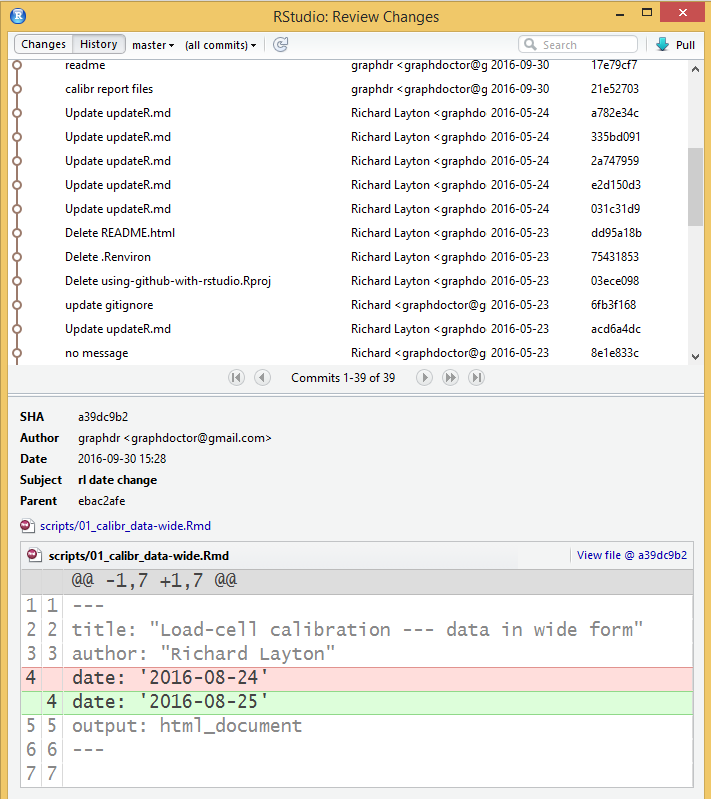 RStudio: Review Changes
Changes History master (all commits) Search Pull
readme graphdr <graphdoctor@g 2016-09-30 17e79cf7
calibr report files graphdr <graphdoctor@g 2016-09-30 21e52703
Update updateR.md Richard Layton <graphdo 2016-05-24 a782e34c
Update updateR.md Richard Layton <graphdo 2016-05-24 335bd091
Update updateR.md Richard Layton <graphdo 2016-05-24 2a747959
Update updateR.md Richard Layton <graphdo 2016-05-24 e2d150d3
Update updateR.md Richard Layton <graphdo 2016-05-24 031c31d9
Delete README.html Richard Layton <graphdo 2016-05-23 dd95a18b
Delete .Renviron Richard Layton <graphdo 2016-05-23 75431853
Delete using-github-with-rstudio.Rproj Richard Layton <graphdo 2016-05-23 03ece098
update gitignore Richard <graphdoctor@g 2016-05-23 6fb3f168
Update updateR.md Richard Layton <graphdo 2016-05-23 acd6a4dc
no message Richard <graphdoctor@g 2016-05-23 8e1e833c
Commits 1-39 of 39
SHA a39dc9b2
Author graphdr <graphdoctor@gmail.com>
Date 2016-09-30 15:28
Subject rl date change
Parent ebac2afe
scripts/01_calibr_data-wide.Rmd
scripts/01_calibr_data-wide.Rmd View file @ a39dc9b2
@@ -1,7 +1,7 @@
1 1 ---
2 2 title: "Load-cell calibration --- data in wide form"
3 3 author: "Richard Layton"
4 date: '2016-08-24'
4 date: '2016-08-25'
5 5 output: html_document
6 6 ---
7 7